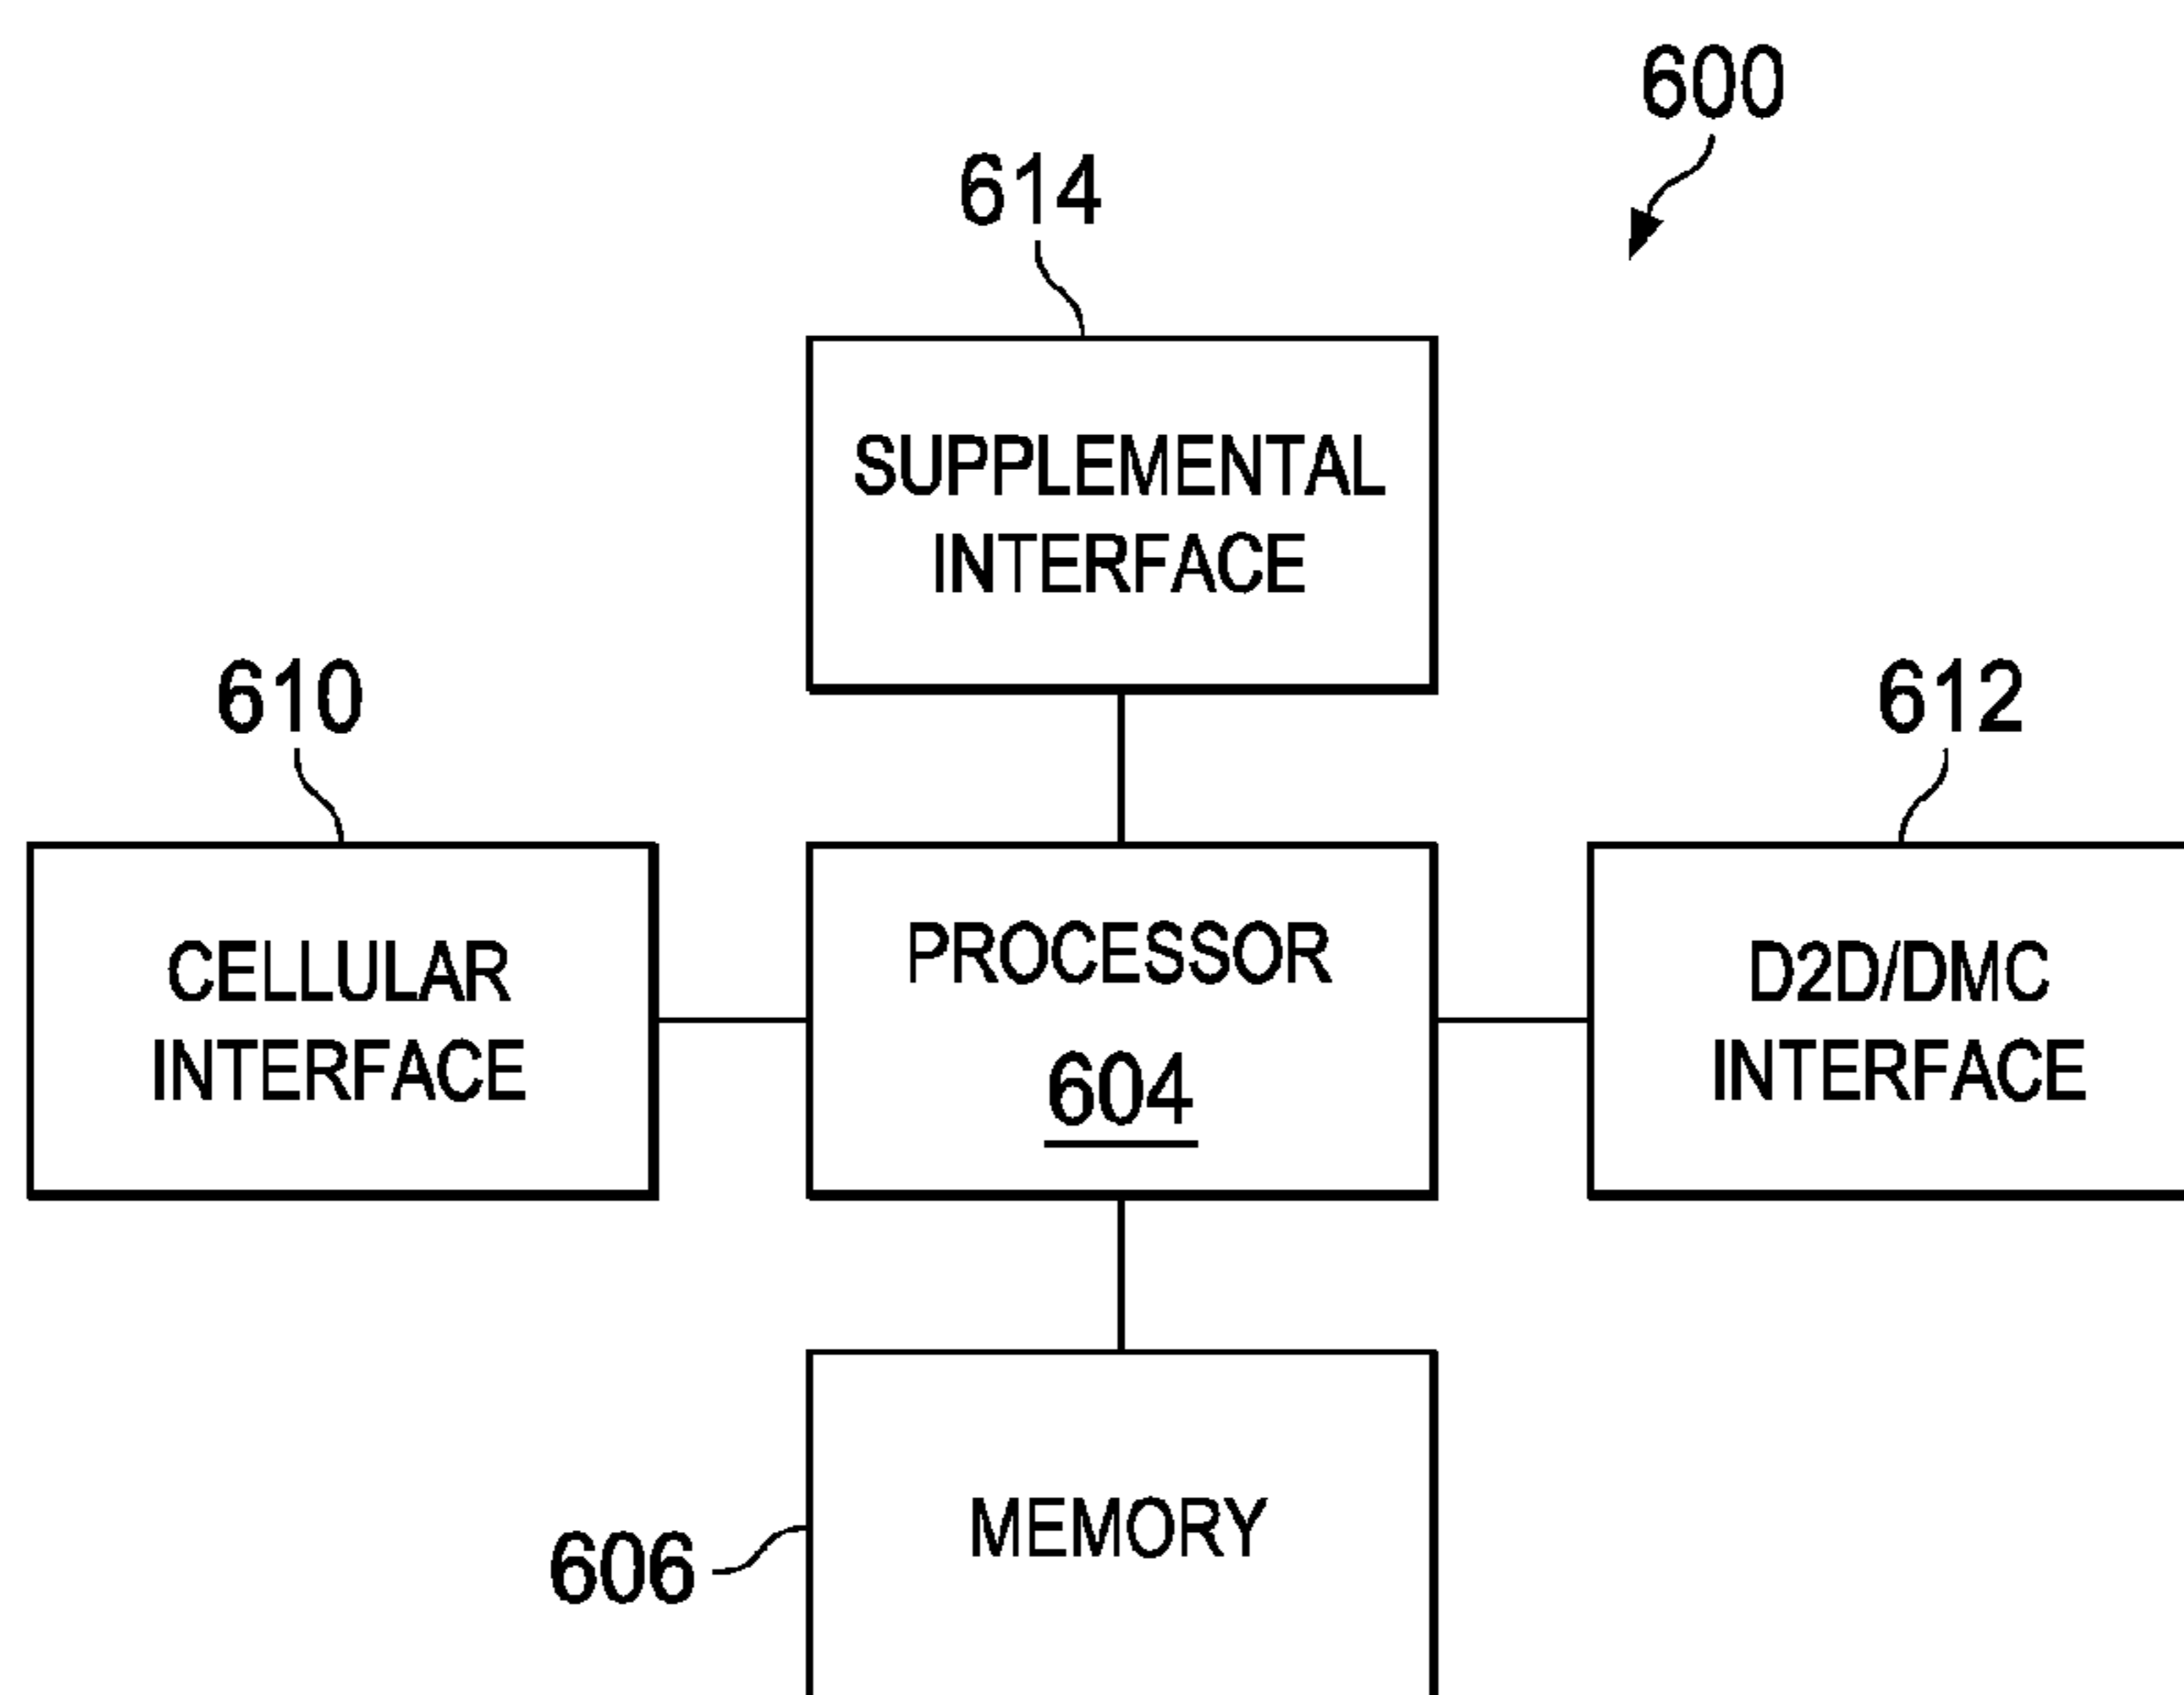 600
614
SUPPLEMENTAL
INTERFACE
610
612
CELLULAR
INTERFACE
PROCESSOR
604
D2D/DMC
INTERFACE
MEMORY
606